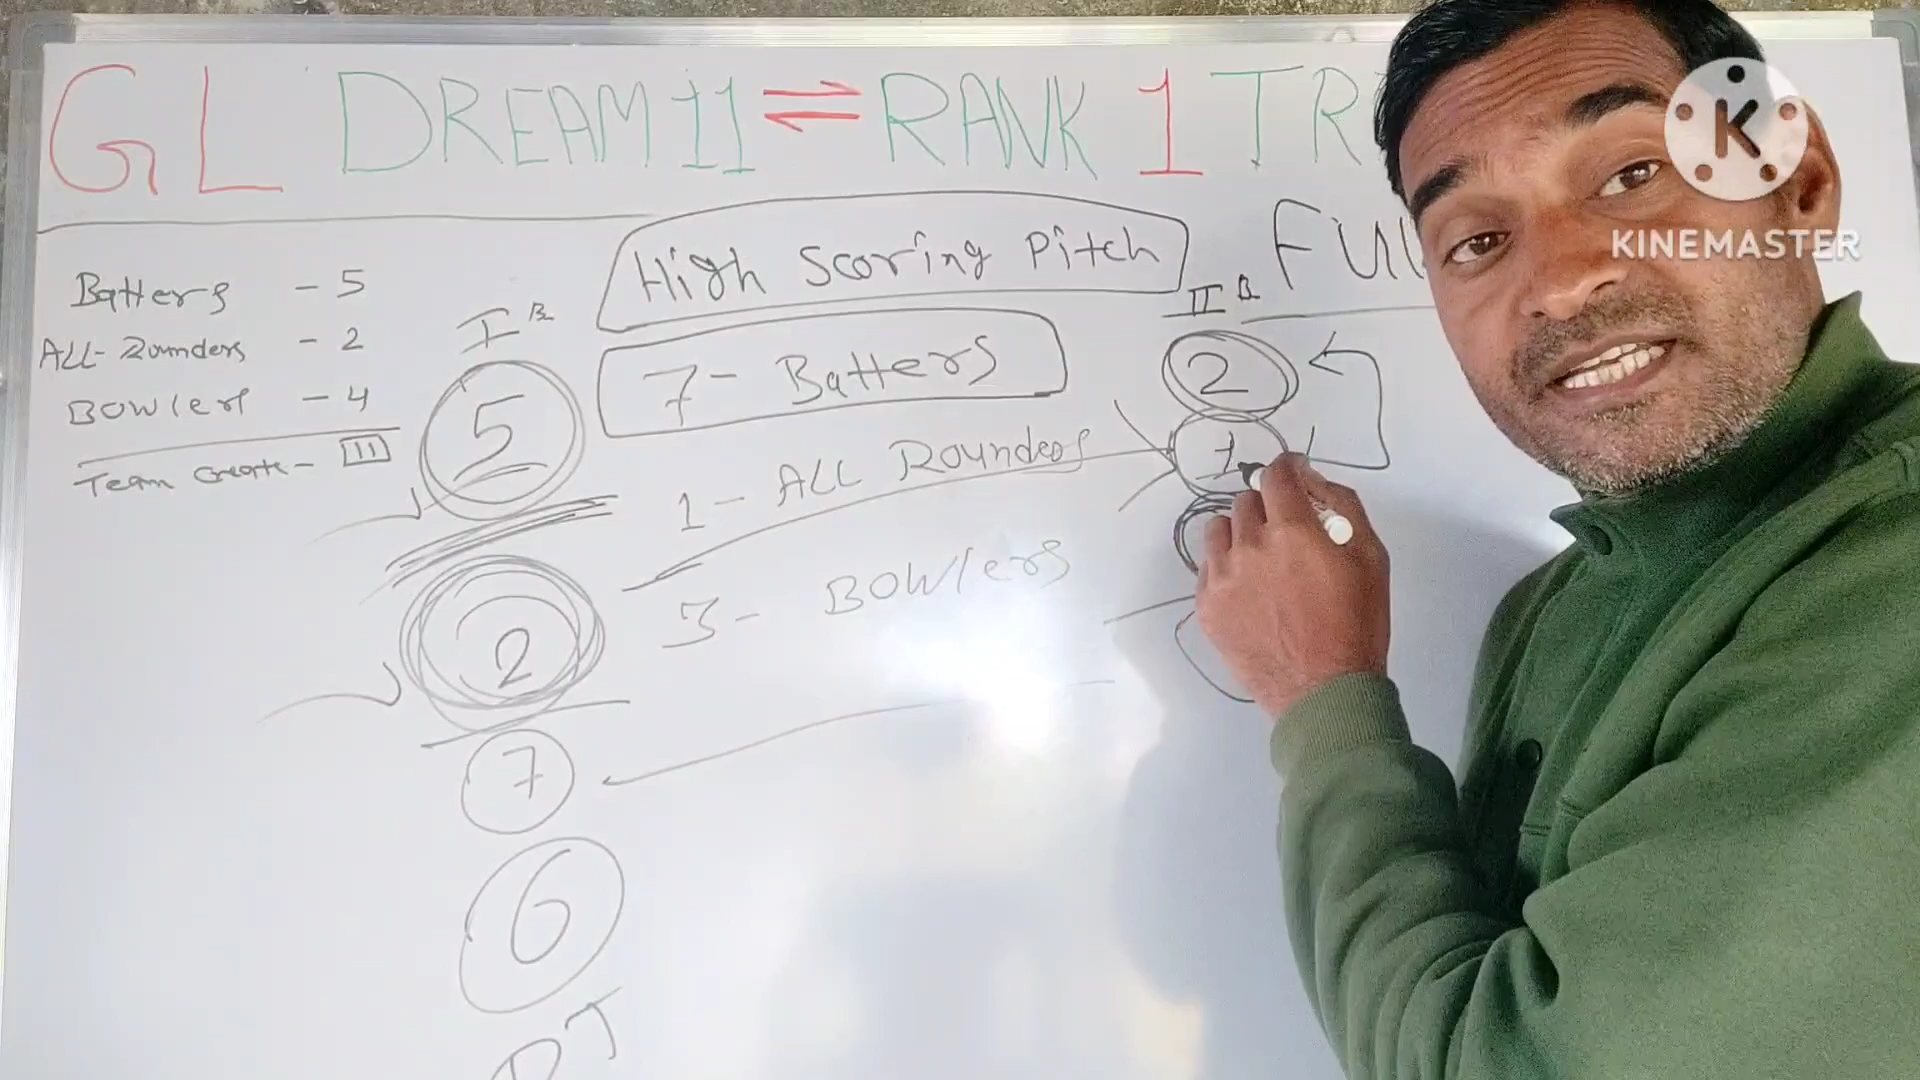 GL DREAM 11 ⇌ RANK 1 TR
High Scoring Pitch
FUL
Batters - 5
ALL-Rounders - 2
BOWlers - 4
Team Create - 11
I B
5
2
7
6
7- Batters
1- ALL Rounders
3- BOWlers
II B
2
1
K
KINEMASTER